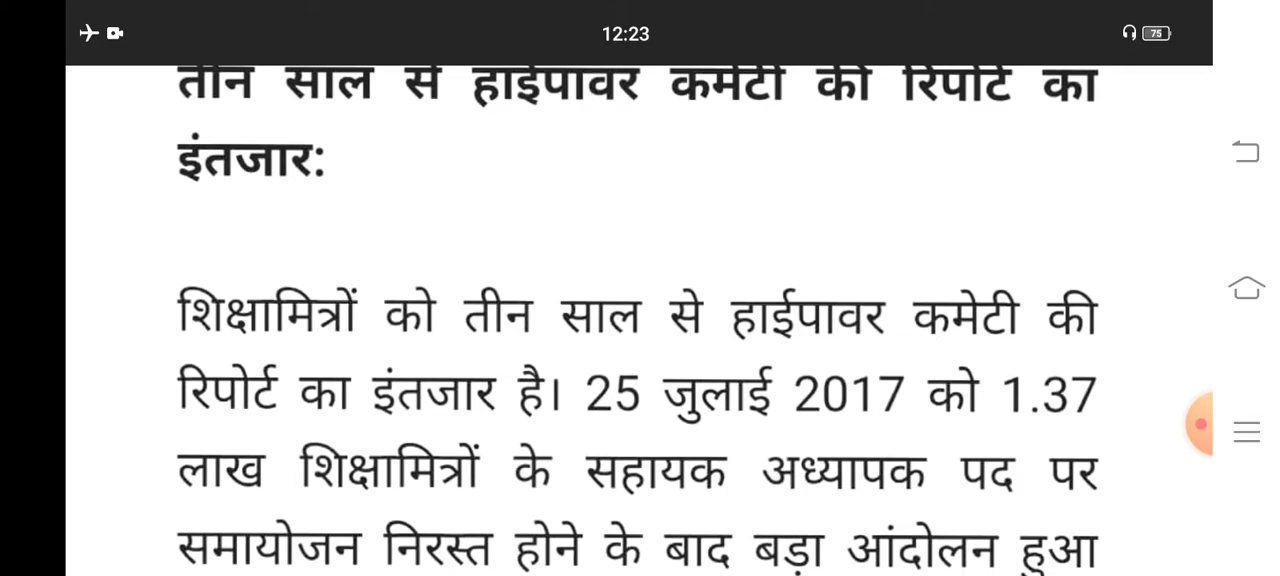 12:23
75
तीन साल से हाईपावर कमेटी की रिपोर्ट का
इंतजार:
शिक्षामित्रों को तीन साल से हाईपावर कमेटी की
रिपोर्ट का इंतजार है। 25 जुलाई 2017 को 1.37
लाख शिक्षामित्रों के सहायक अध्यापक पद पर
समायोजन निरस्त होने के बाद बड़ा आंदोलन हुआ